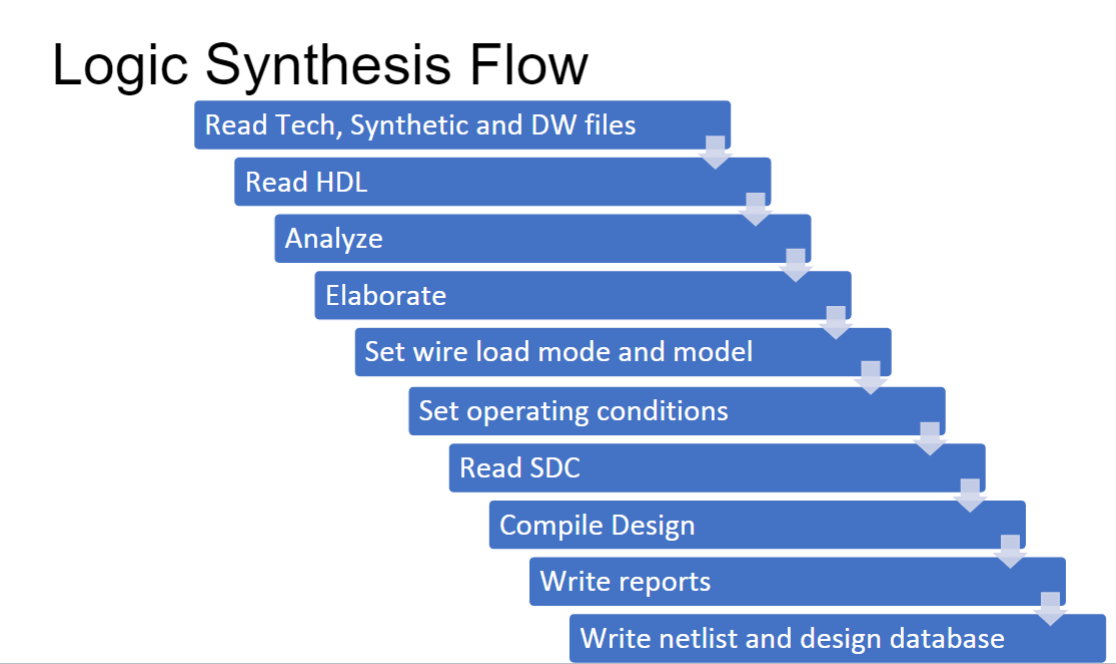 Logic Synthesis Flow
Read Tech, Synthetic and DW files
Read HDL
Analyze
Elaborate
Set wire load mode and model
Set operating conditions
Read SDC
Compile Design
Write reports
Write netlist and design database